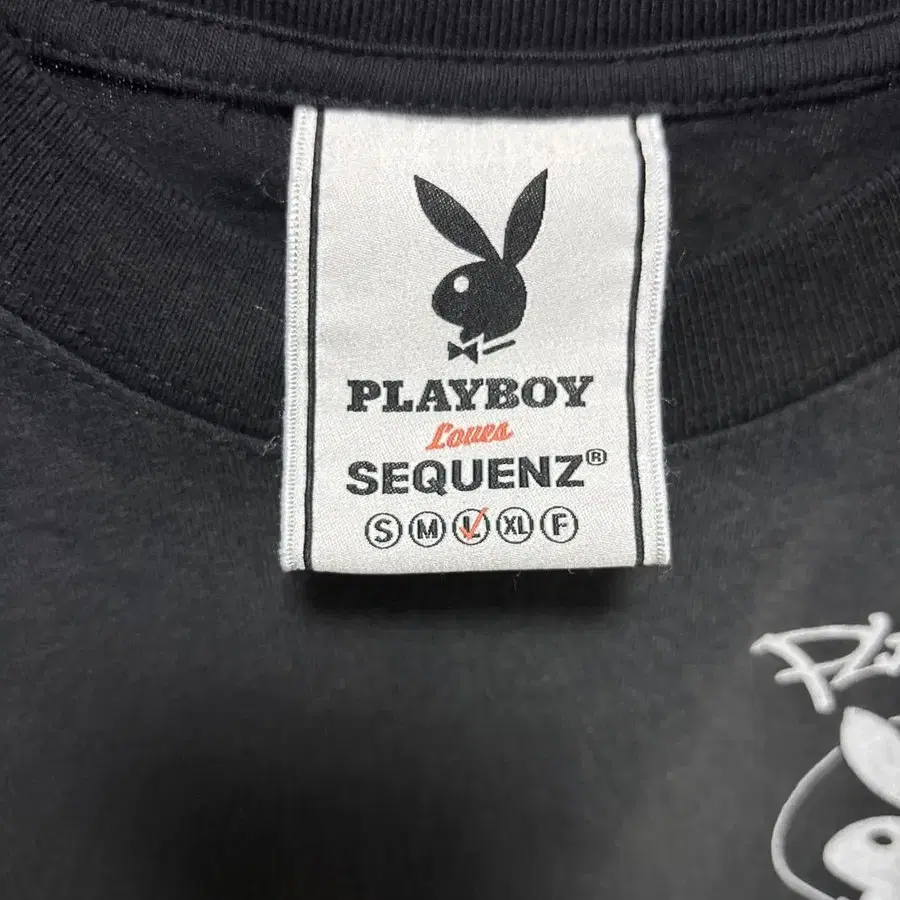 PLAYBOY
Loves
SEQUENZ®
S M L XL F